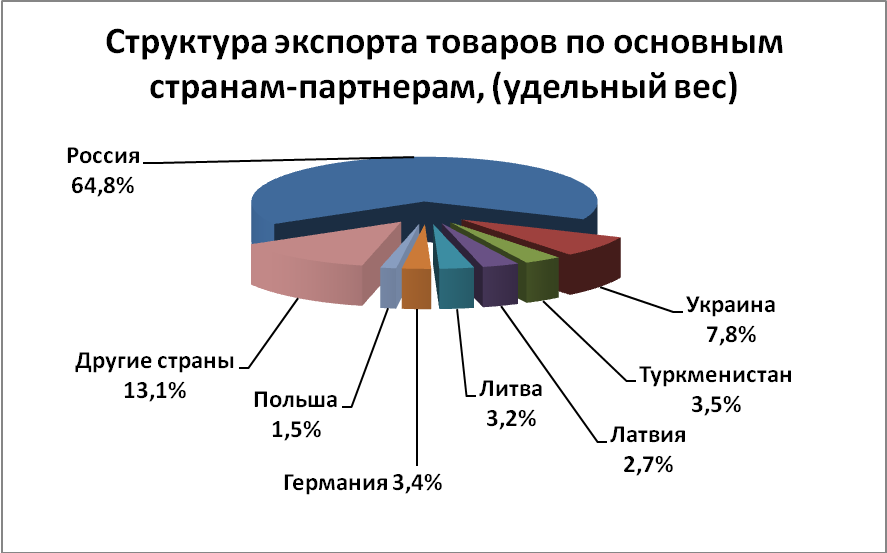 Структура экспорта товаров по основным
странам-партнерам, (удельный вес)
Россия
64,8%
Украина
7,8%
Туркменистан
3,5%
Латвия
2,7%
Литва
3,2%
Германия 3,4%
Польша
1,5%
Другие страны
13,1%